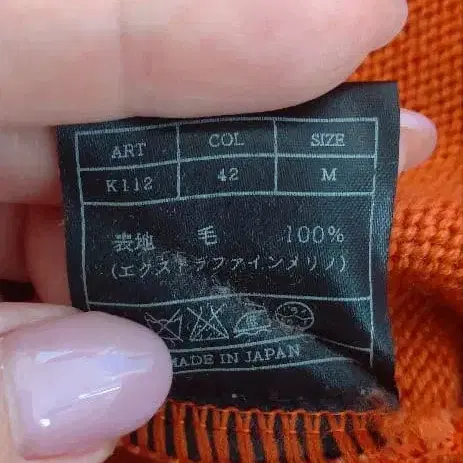 ART COL SIZE
K112 42 M
表地 毛 100%
(エクストラファインメリノ)
MADE IN JAPAN